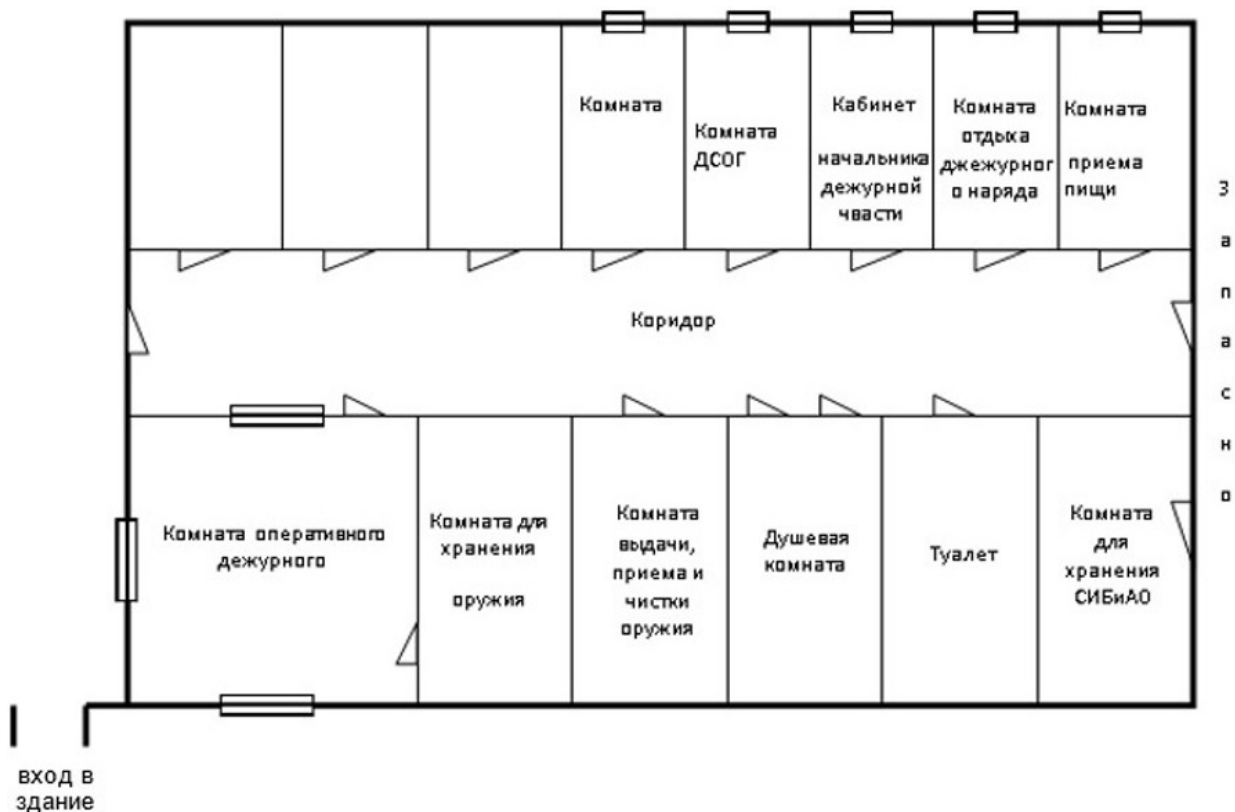 Комната
Комната
ДСОГ
Кабинет
начальника
дежурной
чвасти
Комната
отдыха
джежурног
о наряда
Комната
приема
пищи
З
а
п
а
с
н
о
Коридор
Комната оперативного
дежурного
Комната для
хранения
оружия
Комната
выдачи,
приема и
чистки
оружия
Душевая
комната
Туалет
Комната
для
хранения
СИБиАО
вход в
здание